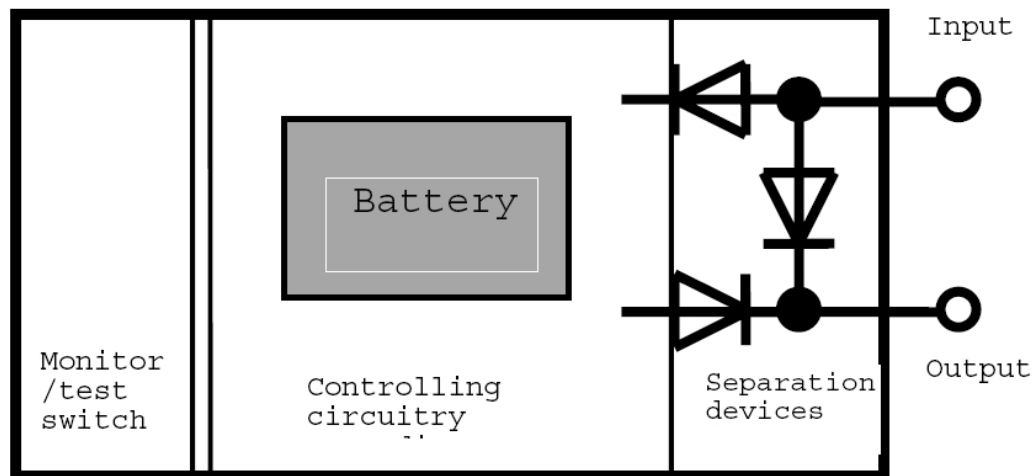 Input
Battery
Monitor
/test
switch
Controlling
circuitry
Separation
devices
Output